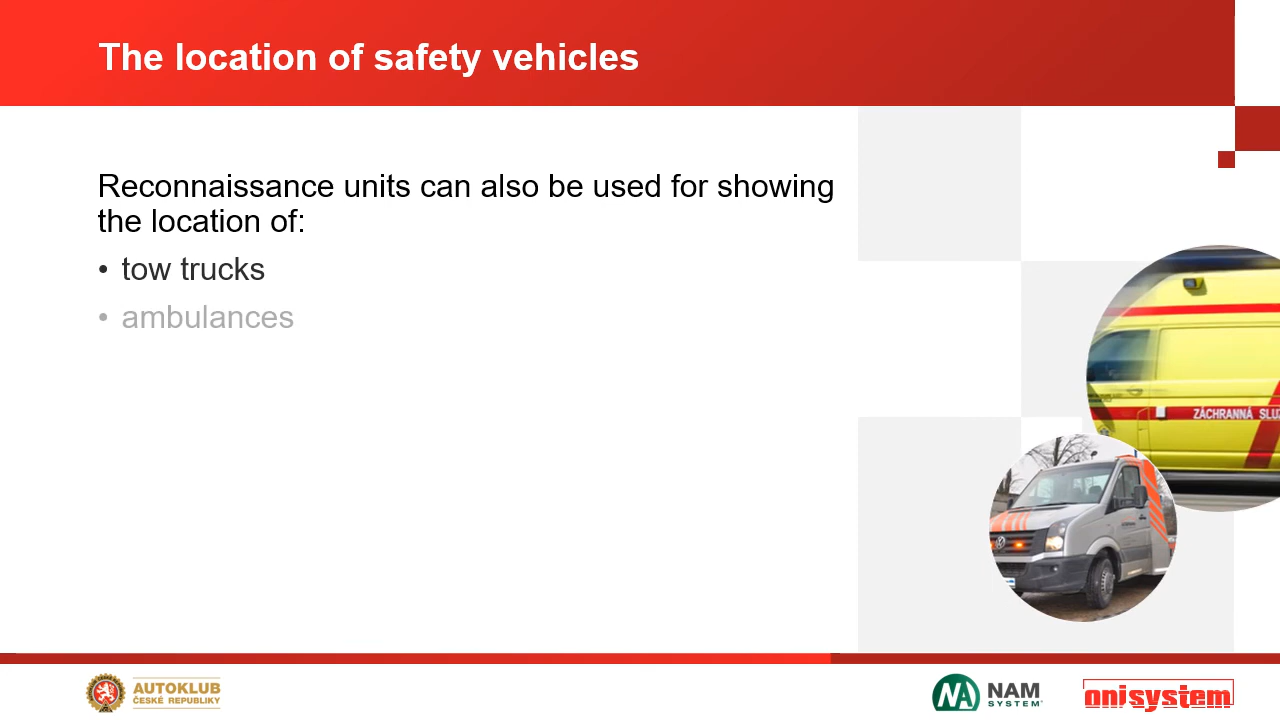 The location of safety vehicles
Reconnaissance units can also be used for showing
the location of:
• tow trucks
• ambulances
ZÁCHRANNÁ SLU
AUTOKLUB
ČESKÉ REPUBLIKY
NAM
SYSTEM
onisystem